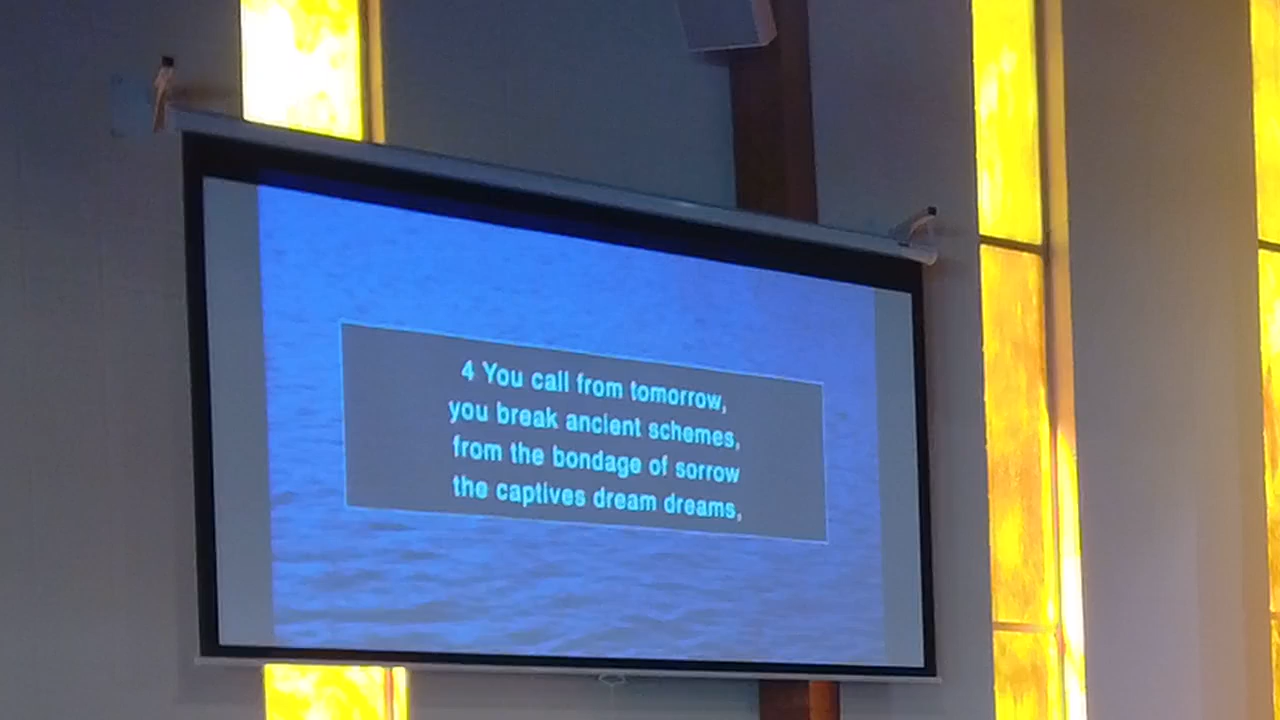 4 You call from tomorrow,
you break ancient schemes,
from the bondage of sorrow
the captives dream dreams,